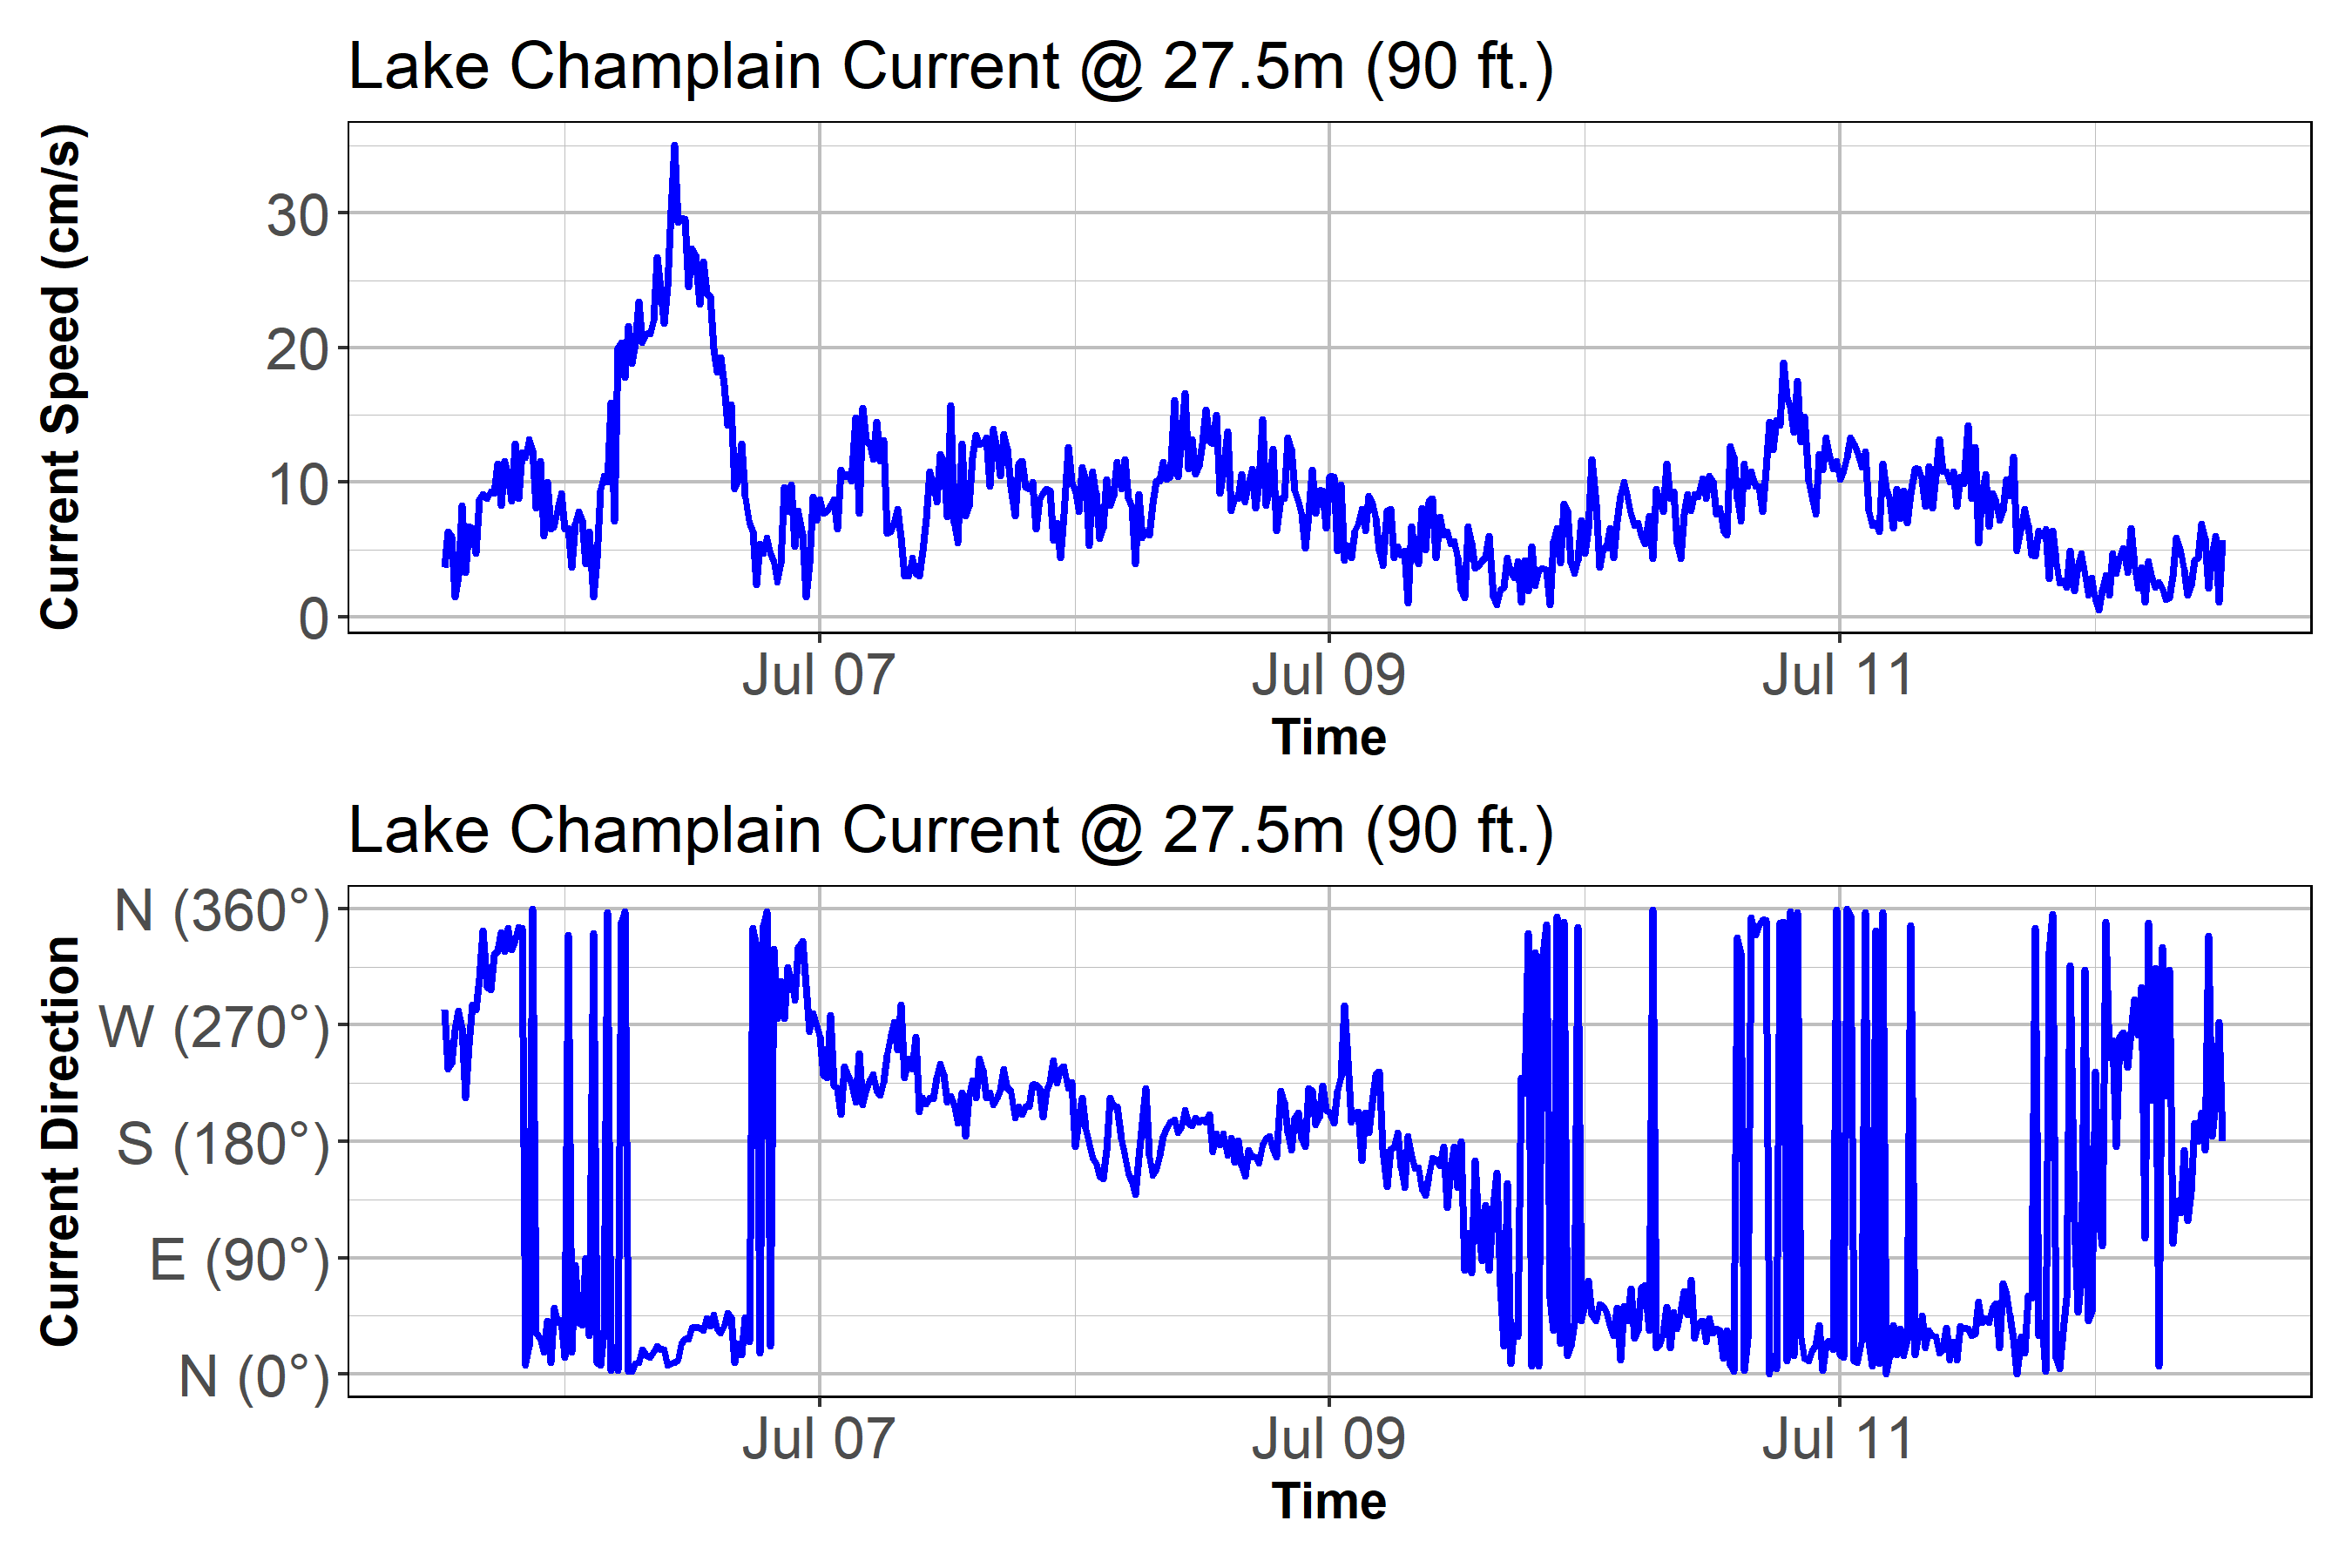 Lake Champlain Current @ 27.5m (90 ft.)
Current Speed (cm/s)
30
20
10
0
Jul 07 Jul 09 Jul 11
Time
Lake Champlain Current @ 27.5m (90 ft.)
Current Direction
N (360°)
W (270°)
S (180°)
E (90°)
N (0°)
Jul 07 Jul 09 Jul 11
Time